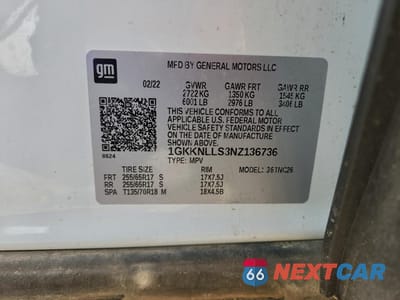 gm
MFD BY GENERAL MOTORS LLC
02/22 GVWR GAWR FRT GAWR RR
2722 KG 1350 KG 1545 KG
6001 LB 2976 LB 3406 LB
THIS VEHICLE CONFORMS TO ALL
APPLICABLE U.S. FEDERAL MOTOR
VEHICLE SAFETY AND THEFT PREVENTION
STANDARDS IN EFFECT ON THE DATE
OF MANUFACTURE SHOWN ABOVE.
1GKKNLLS3NZ136736
TYPE: MPV MODEL:
TIRE SIZE RIM
FRT 255/65R17 S 17X7.5J
RR 255/65R17 S 17X7.5J
SPA T135/70R18 M 18X4.5B
66 NEXTCAR